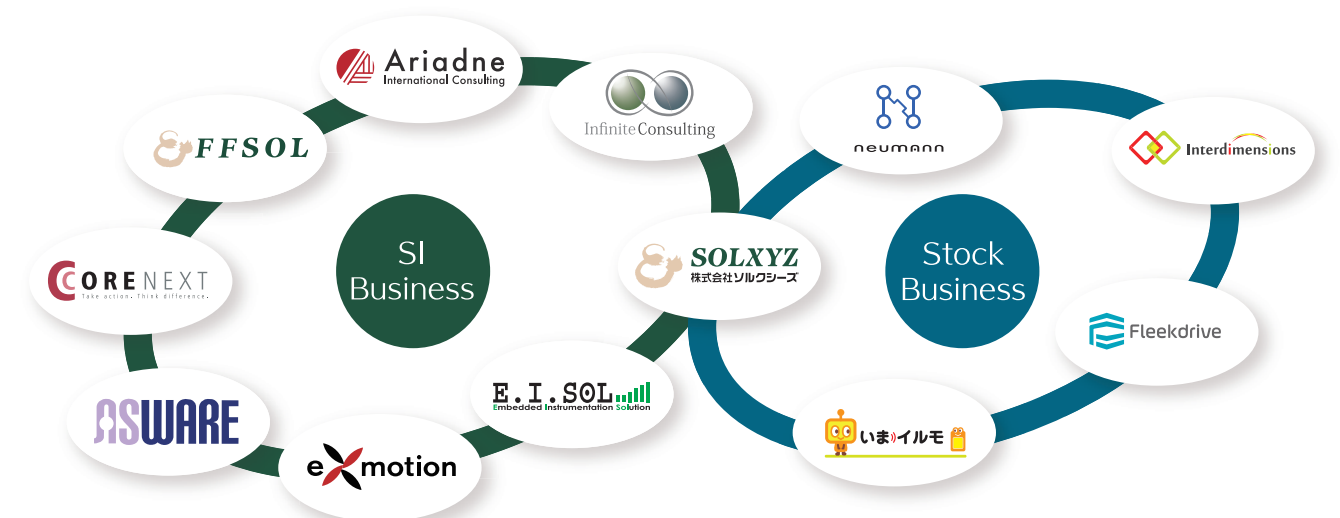 Ariadne
International Consulting
Infinite Consulting
FFSOL
CORENEXT
Take action. Think difference.
ASWARE
eXmotion
E.I.SOL
Embedded Instrumentation Solution
SI
Business
SOLXYZ
株式会社ソルクシーズ
NEUMANN
Interdimensions
Stock
Business
Fleekdrive
いまイルモ